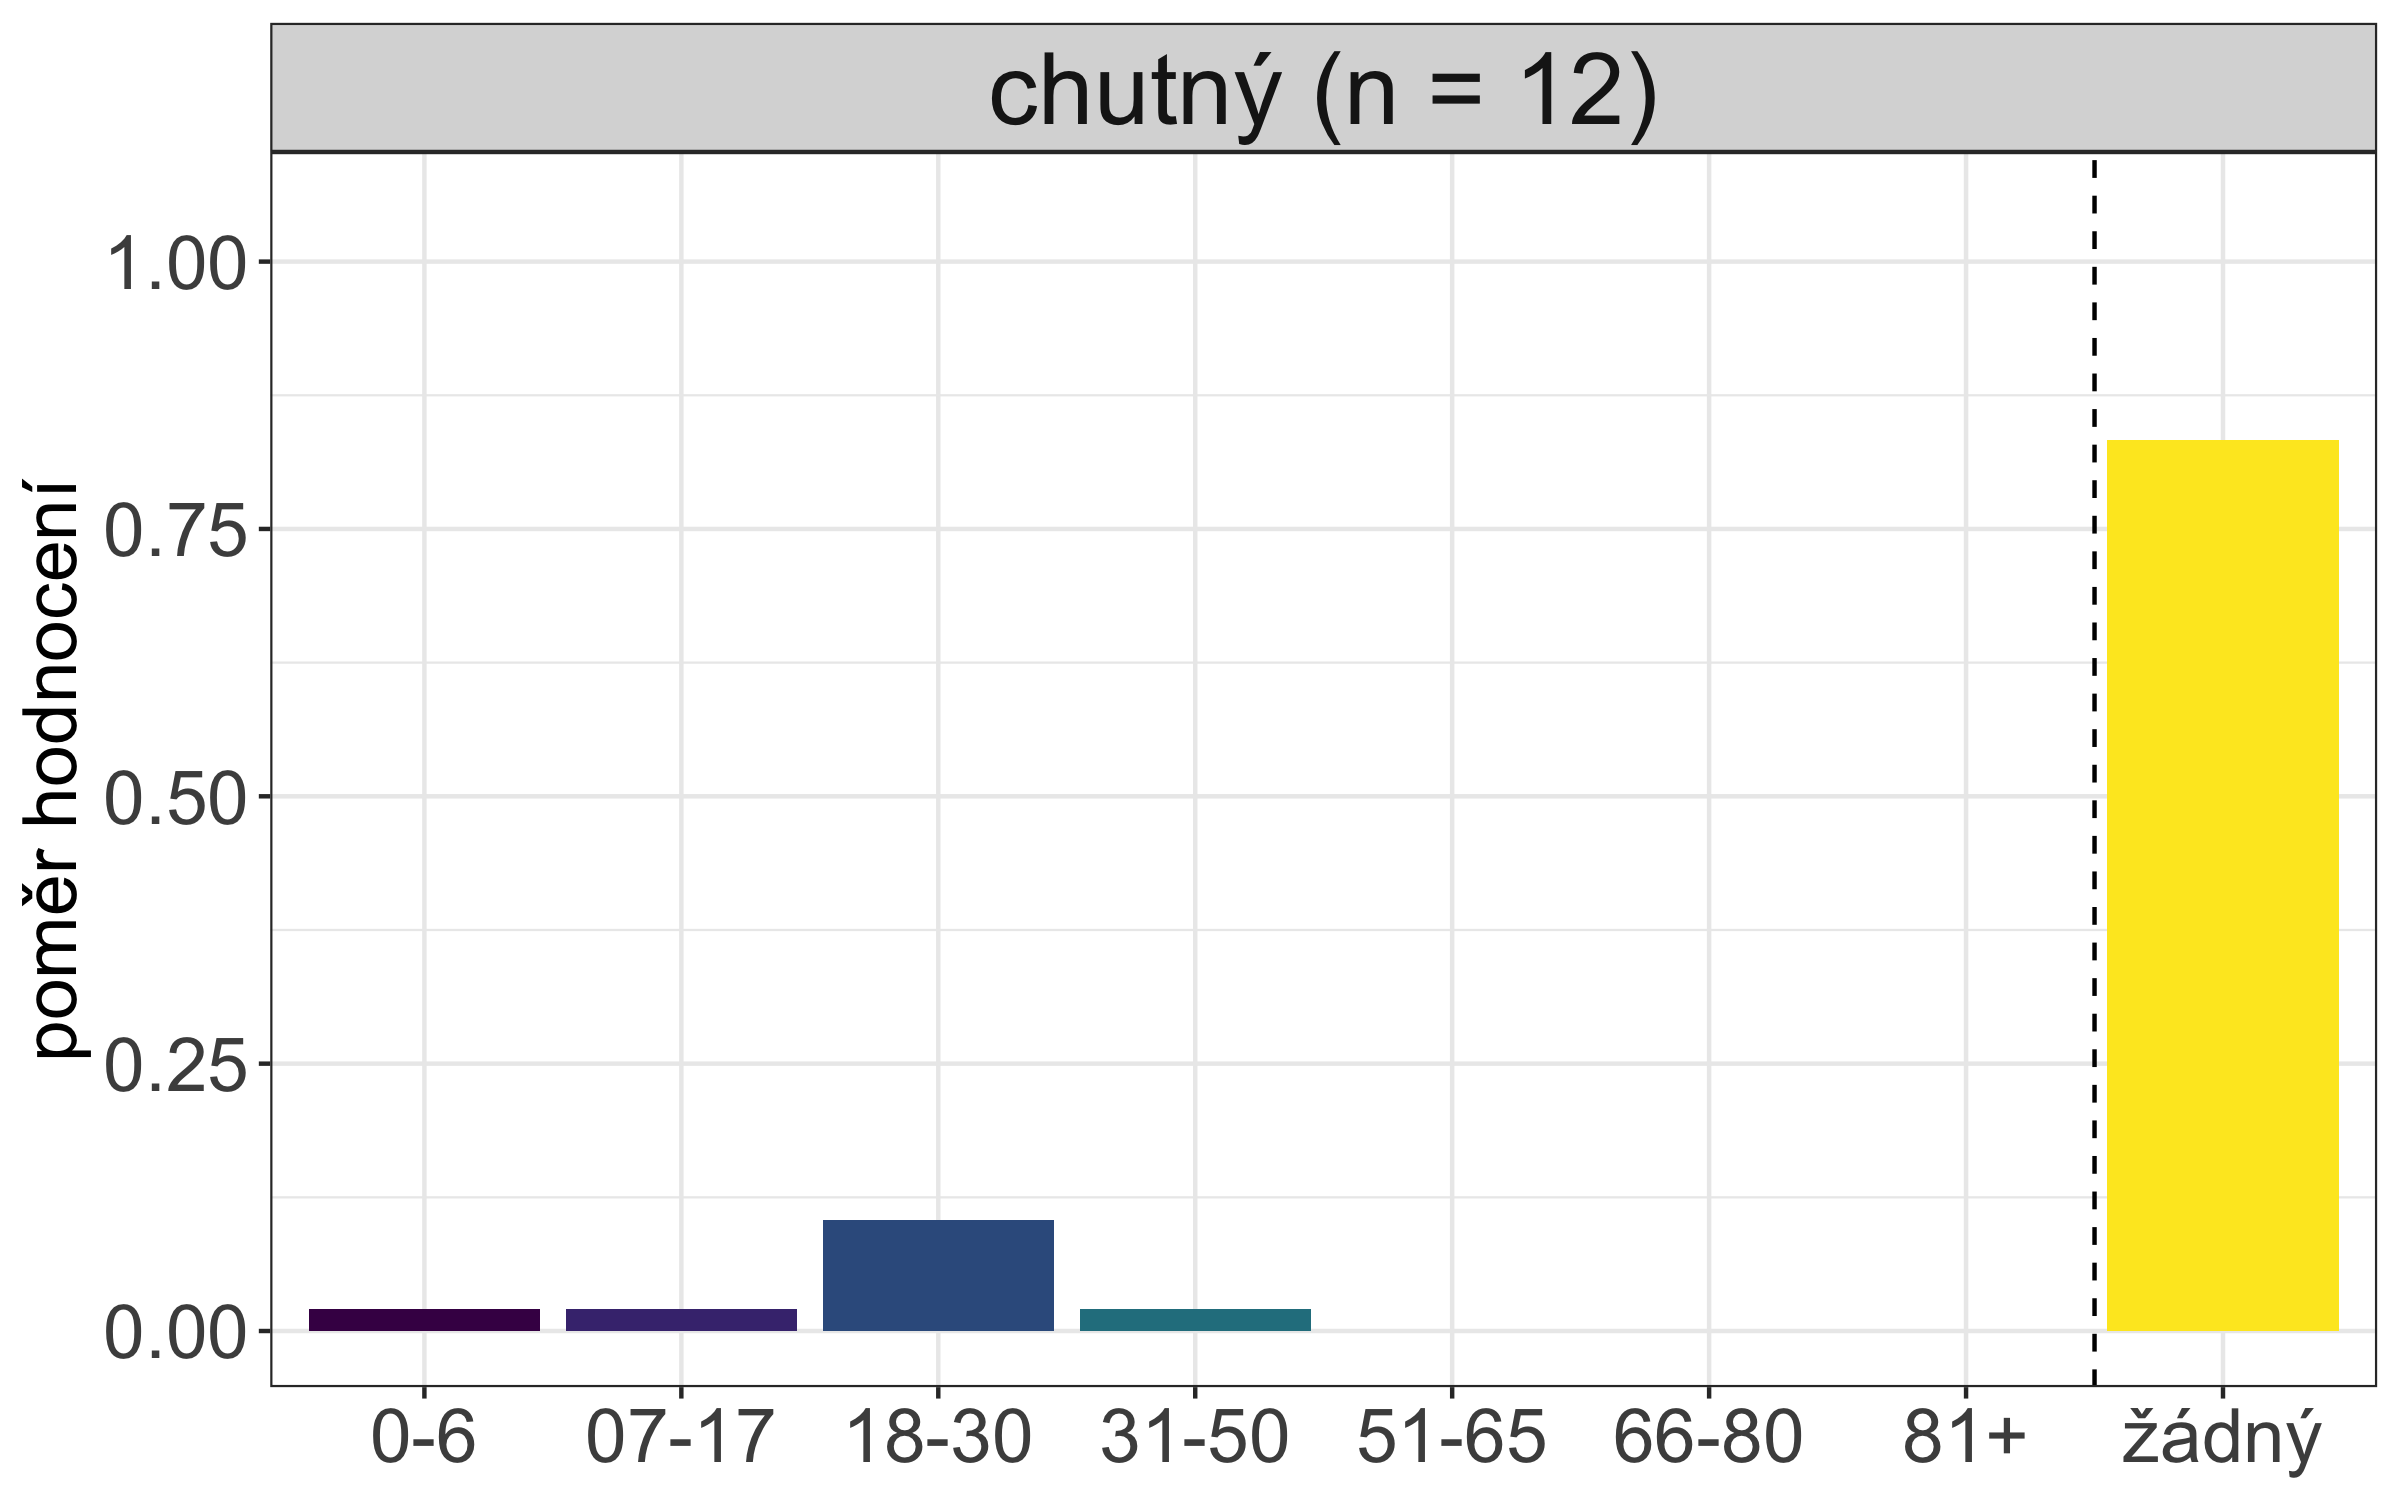 chutný (n = 12)
poměr hodnocení
1.00
0.75
0.50
0.25
0.00
0-6 07-17 18-30 31-50 51-65 66-80 81+ žádný